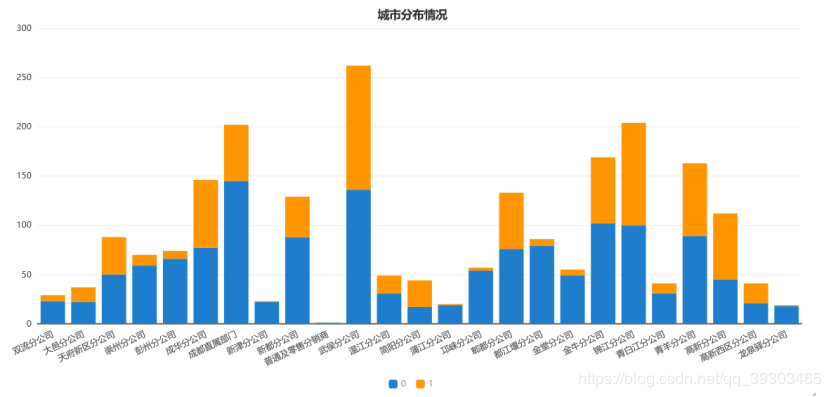 城市分布情况
300
250
200
150
100
50
0
双流分公司
大邑分公司
天府新区分公司
崇州分公司
彭州分公司
成华分公司
成都直属部门
新津分公司
新都分公司
普通及零售分销商
武侯分公司
温江分公司
简阳分公司
蒲江分公司
邛崃分公司
郫都分公司
都江堰分公司
金堂分公司
金牛分公司
锦江分公司
青白江分公司
青羊分公司
高新分公司
高新西区分公司
龙泉驿分公司
0 1
https://blog.csdn.net/qq_39303465